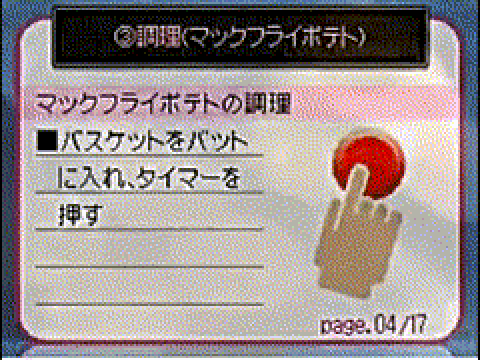 ③調理(マックフライポテト)
マックフライポテトの調理
■バスケットをバット
に入れ、タイマーを
押す
page.04/17